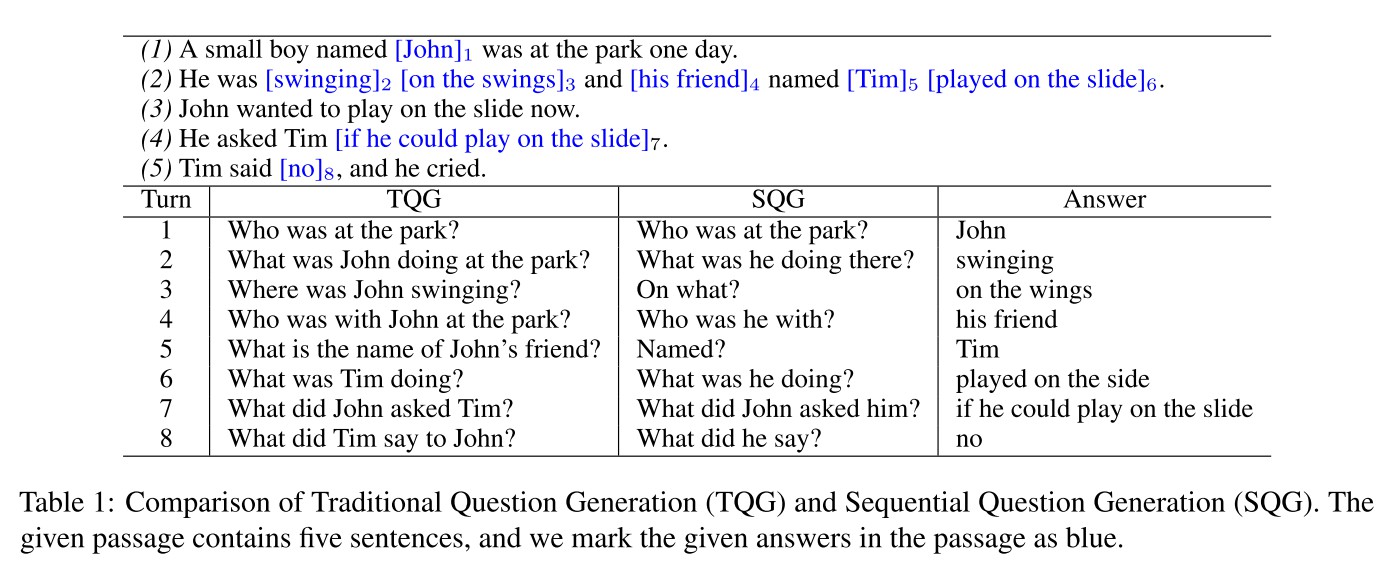 (1) A small boy named [John]1 was at the park one day.
(2) He was [swinging]2 [on the swings]3 and [his friend]4 named [Tim]5 [played on the slide]6.
(3) John wanted to play on the slide now.
(4) He asked Tim [if he could play on the slide]7.
(5) Tim said [no]8, and he cried.
Turn TQG SQG Answer
1 Who was at the park? Who was at the park? John
2 What was John doing at the park? What was he doing there? swinging
3 Where was John swinging? On what? on the wings
4 Who was with John at the park? Who was he with? his friend
5 What is the name of John's friend? Named? Tim
6 What was Tim doing? What was he doing? played on the side
7 What did John asked Tim? What did John asked him? if he could play on the slide
8 What did Tim say to John? What did he say? no
Table 1: Comparison of Traditional Question Generation (TQG) and Sequential Question Generation (SQG). The
given passage contains five sentences, and we mark the given answers in the passage as blue.